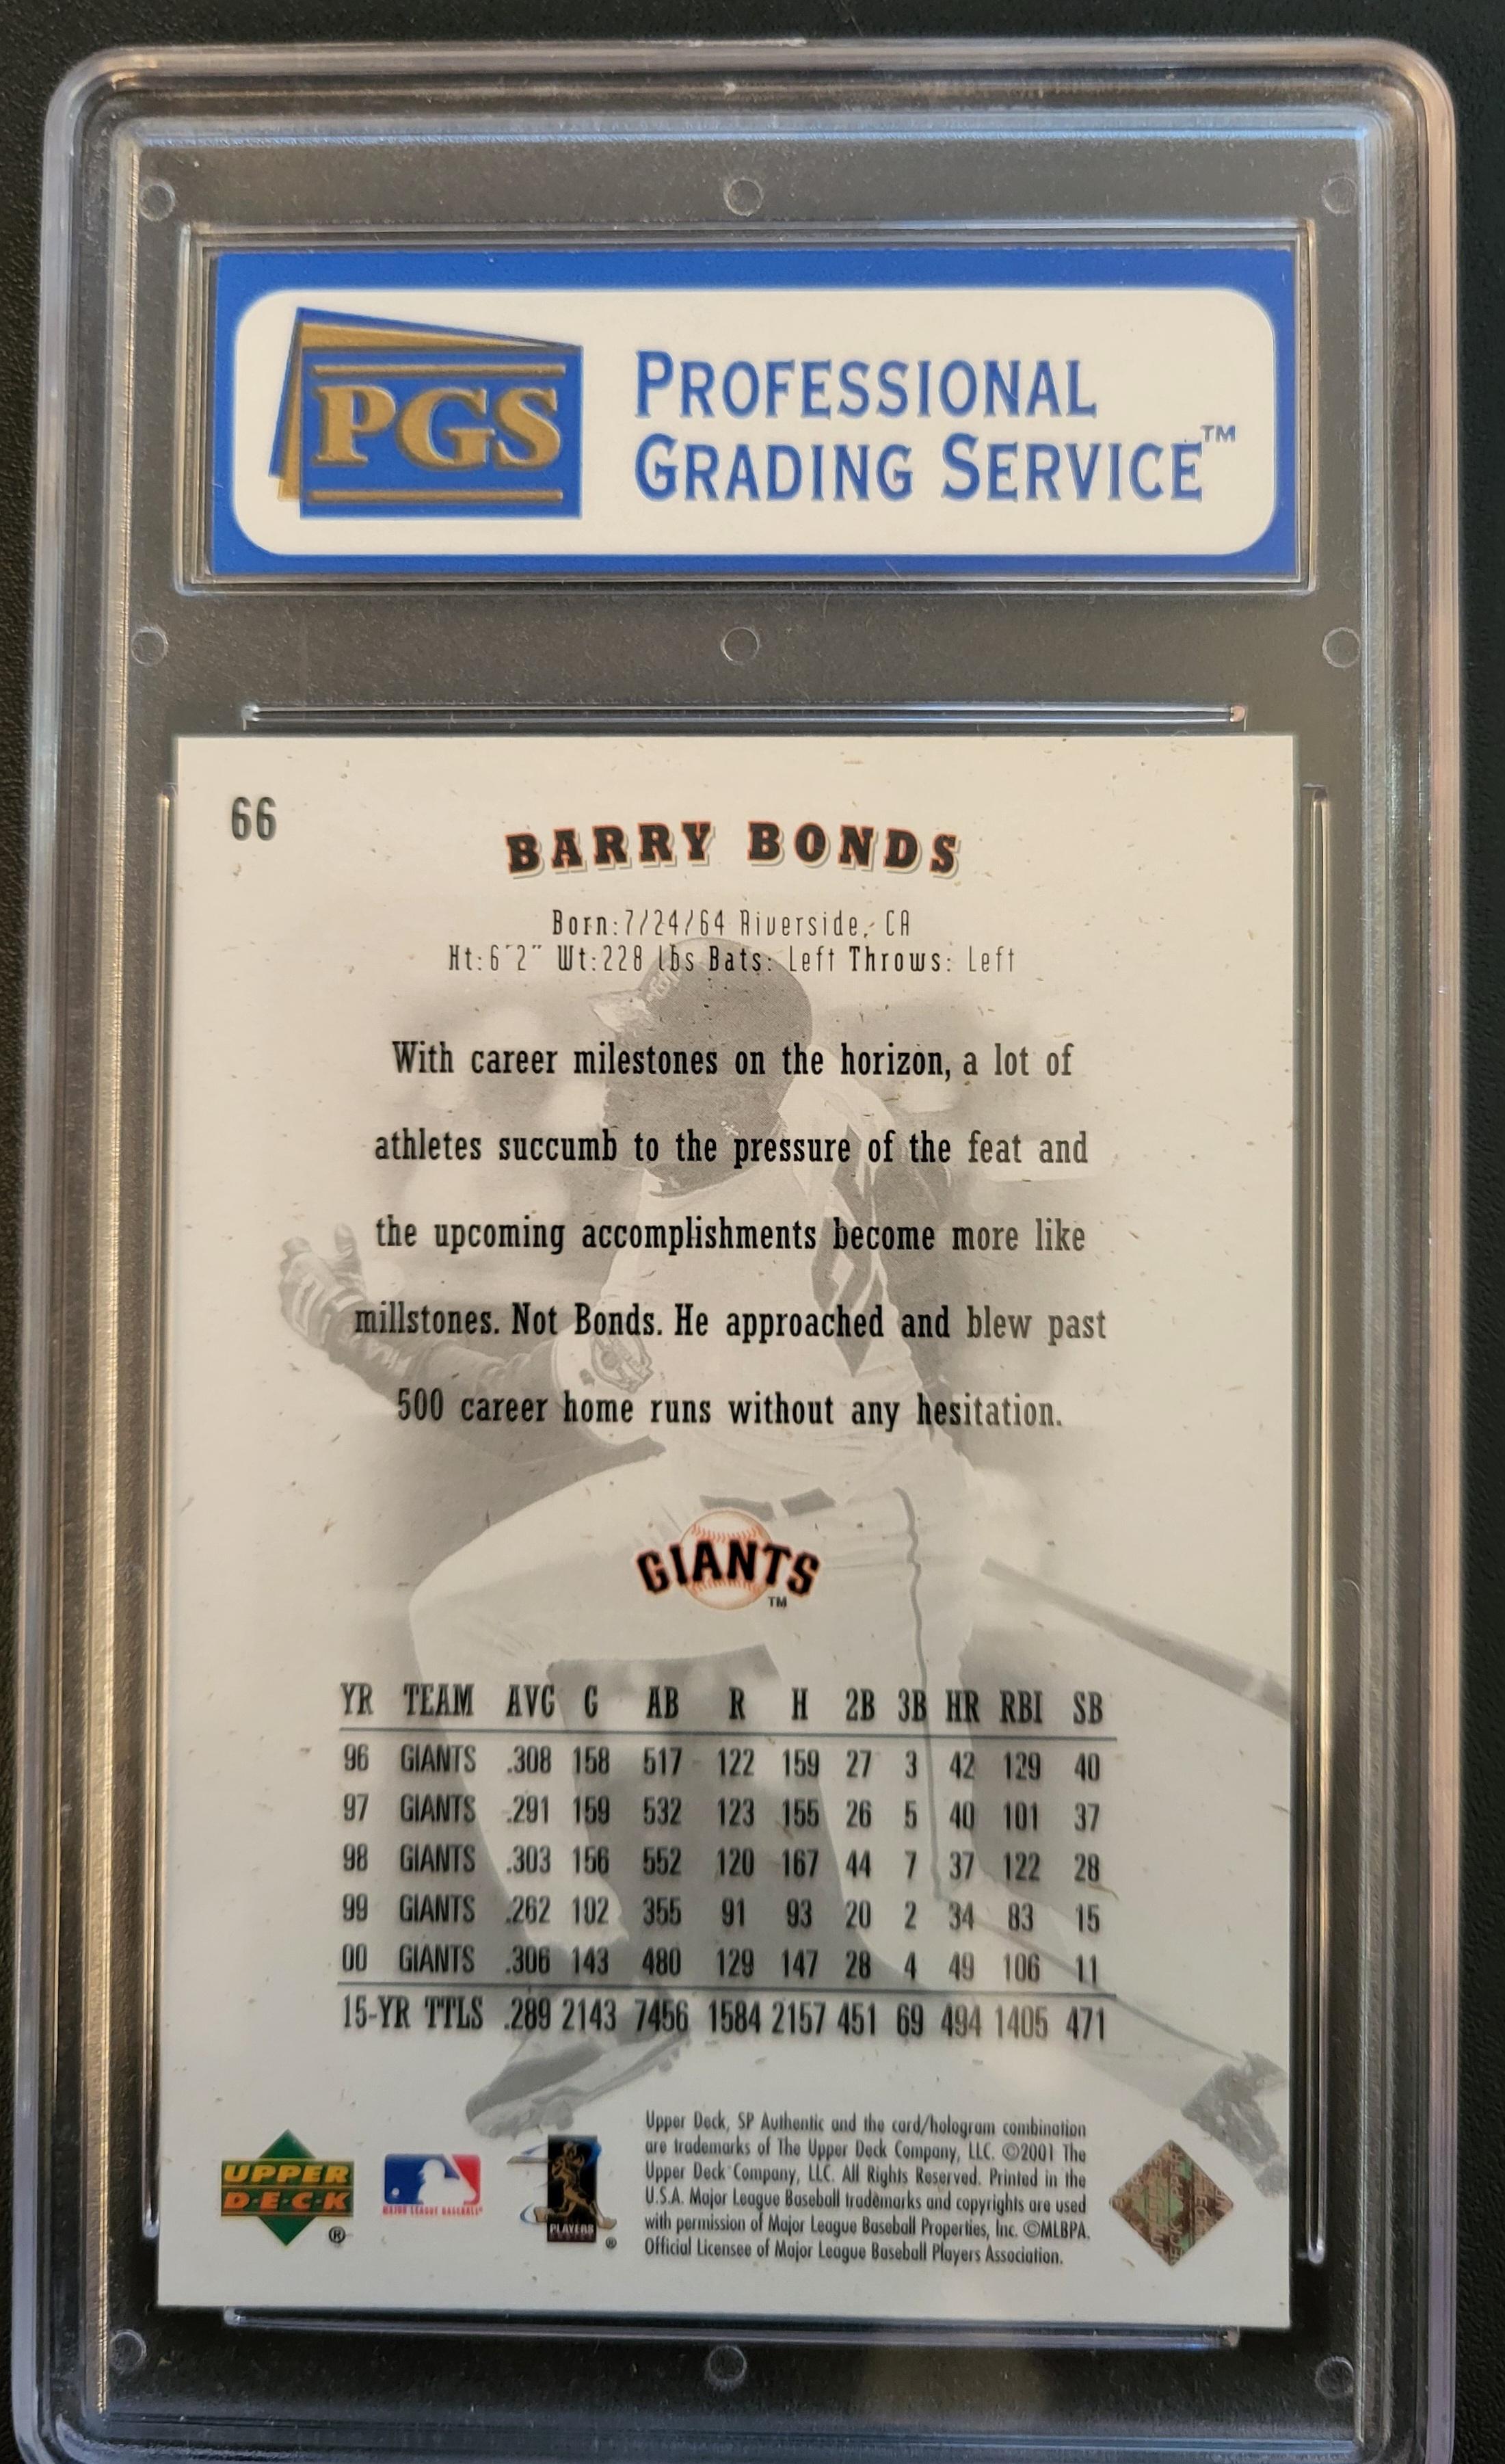 PGS
PROFESSIONAL
GRADING SERVICE™
66
BARRY BONDS
Born:7/24/64 Riverside, CA
Ht:6'2" Wt:228 lbs Bats: Left Throws: Left
With career milestones on the horizon, a lot of
athletes succumb to the pressure of the feat and
the upcoming accomplishments become more like
millstones. Not Bonds. He approached and blew past
500 career home runs without any hesitation.
GIANTS™
YR TEAM AVG G AB R H 2B 3B HR RBI SB
96 GIANTS .308 158 517 122 159 27 3 42 129 40
97 GIANTS .291 159 532 123 155 26 5 40 101 37
98 GIANTS .303 156 552 120 167 44 7 37 122 28
99 GIANTS .262 102 355 91 93 20 2 34 83 15
00 GIANTS .306 143 480 129 147 28 4 49 106 11
15-YR TTLS .289 2143 7456 1584 2157 451 69 494 1405 471
UPPER
D·E·C·K
®
MAJOR LEAGUE BASEBALL
PLAYERS
®
Upper Deck, SP Authentic and the card/hologram combination
are trademarks of The Upper Deck Company, LLC. ©2001 The
Upper Deck Company, LLC. All Rights Reserved. Printed in the
U.S.A. Major League Baseball trademarks and copyrights are used
with permission of Major League Baseball Properties, Inc. ©MLBPA.
Official Licensee of Major League Baseball Players Association.